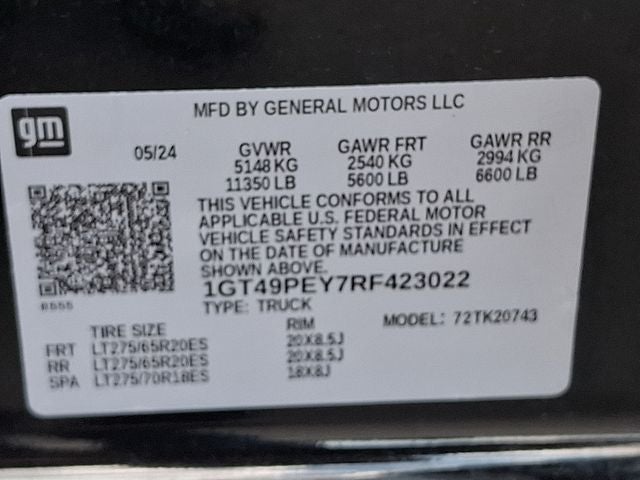 MFD BY GENERAL MOTORS LLC
gm
05/24 GVWR GAWR FRT GAWR RR
5148 KG 2540 KG 2994 KG
11350 LB 5600 LB 6600 LB
THIS VEHICLE CONFORMS TO ALL
APPLICABLE U.S. FEDERAL MOTOR
VEHICLE SAFETY STANDARDS IN EFFECT
ON THE DATE OF MANUFACTURE
SHOWN ABOVE.
1GT49PEY7RF423022
TYPE: TRUCK
MODEL: 72TK20743
TIRE SIZE RIM
FRT LT275/65R20ES 20X8.5J
RR LT275/65R20ES 20X8.5J
SPA LT275/70R18ES 18X8J